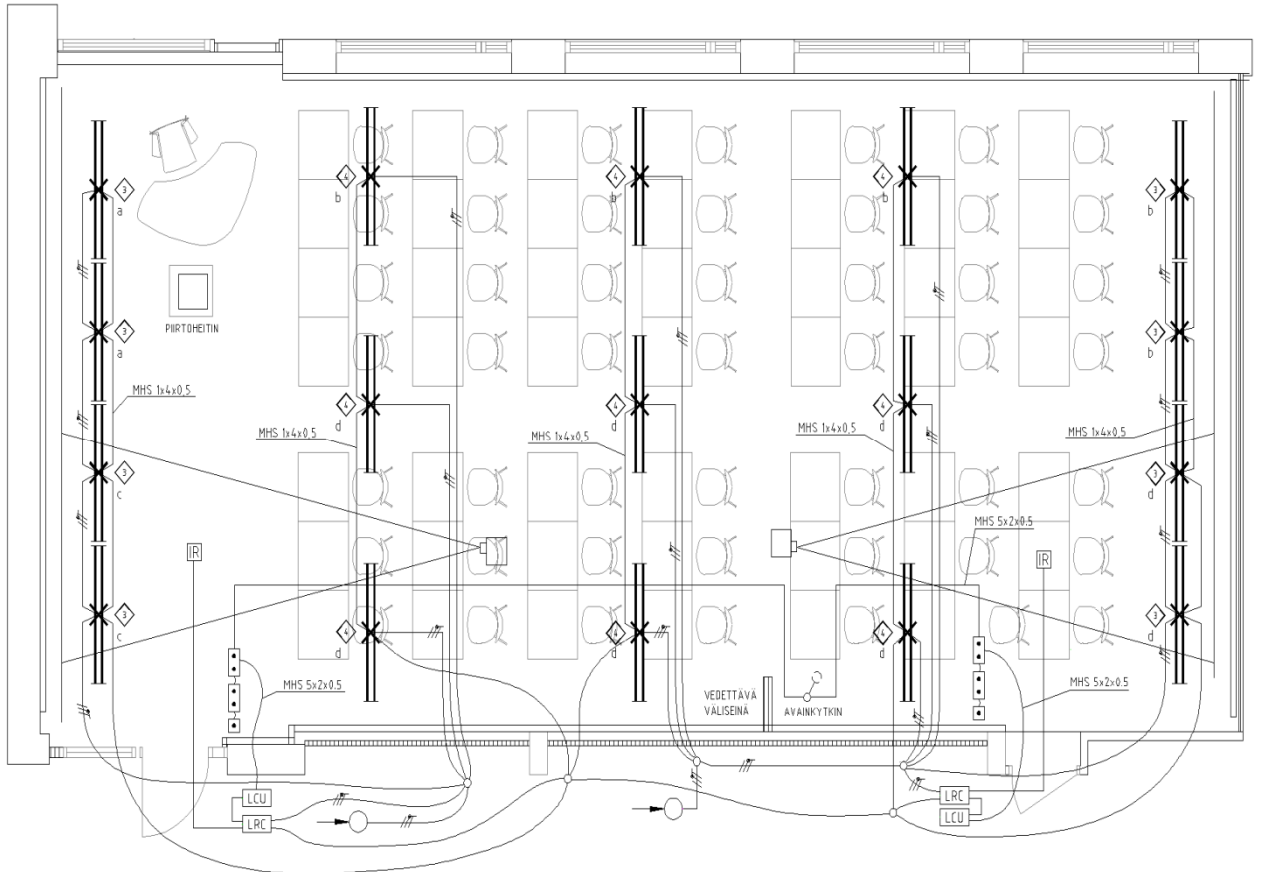 3
a
4
b
4
b
4
b
3
b
PIIRTOHEITIN
3
a
3
b
MHS 1x4x0,5
4
d
4
d
4
d
MHS 1x4x0,5
MHS 1x4x0,5
MHS 1x4x0,5
MHS 1x4x0,5
3
c
3
d
MHS 5x2x0.5
IR
IR
3
c
4
d
4
d
4
d
3
d
MHS 5x2x0.5
MHS 5x2x0.5
VEDETTÄVÄ
VÄLISEINÄ
AVAINKYTKIN
LCU
LRC
LRC
LCU